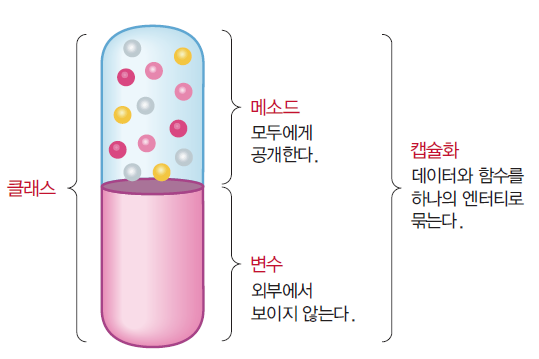 클래스
메소드
모두에게
공개한다.
변수
외부에서
보이지 않는다.
캡슐화
데이터와 함수를
하나의 엔터티로
묶는다.